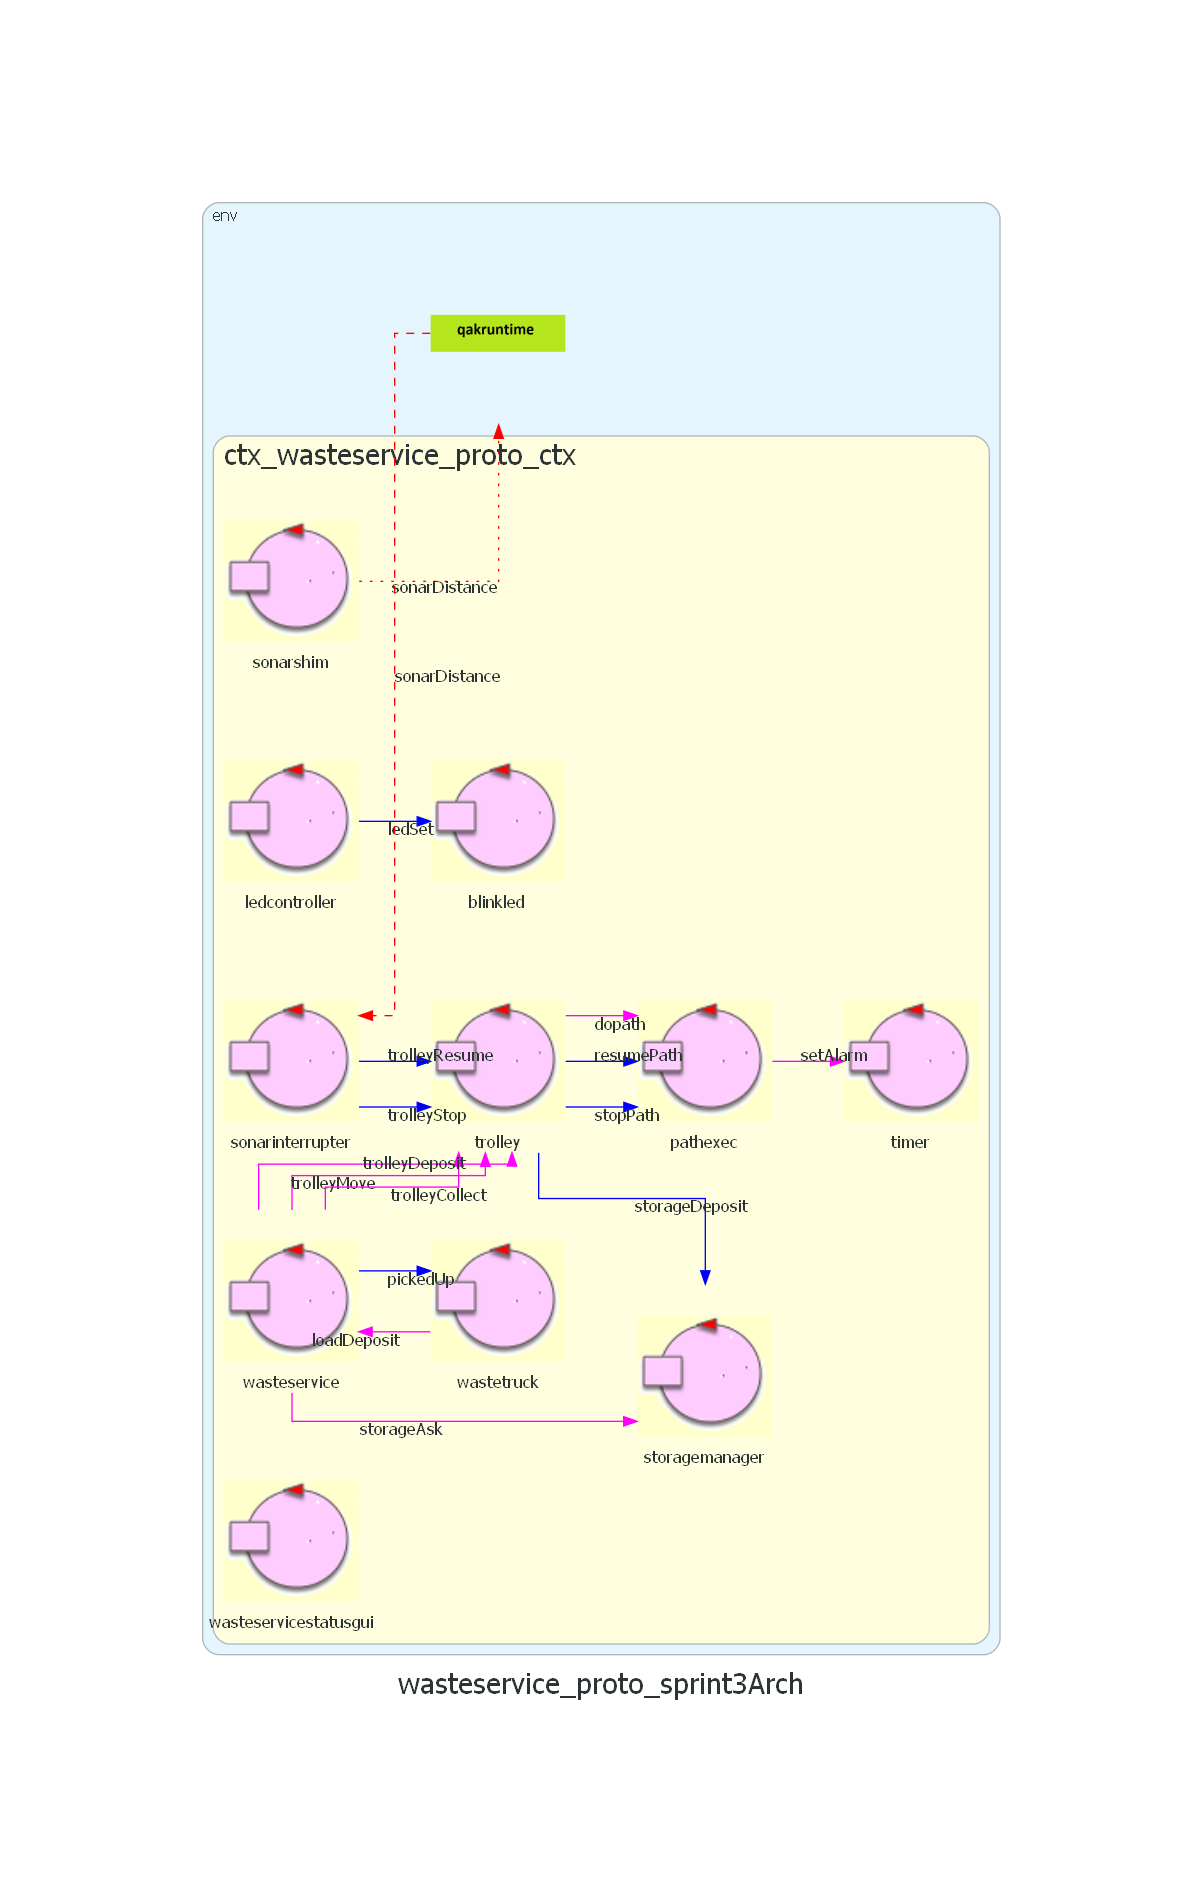 env
qakruntime
ctx_wasteservice_proto_ctx
sonarDistance
sonarshim
sonarDistance
ledSet
ledcontroller
blinkled
dopath
trolleyResume
resumePath
setAlarm
trolleyStop
stopPath
sonarinterrupter
trolley
pathexec
timer
trolleyDeposit
trolleyMove
trolleyCollect
storageDeposit
pickedUp
loadDeposit
wasteservice
wastetruck
storageAsk
storagemanager
wasteservicestatusgui
wasteservice_proto_sprint3Arch